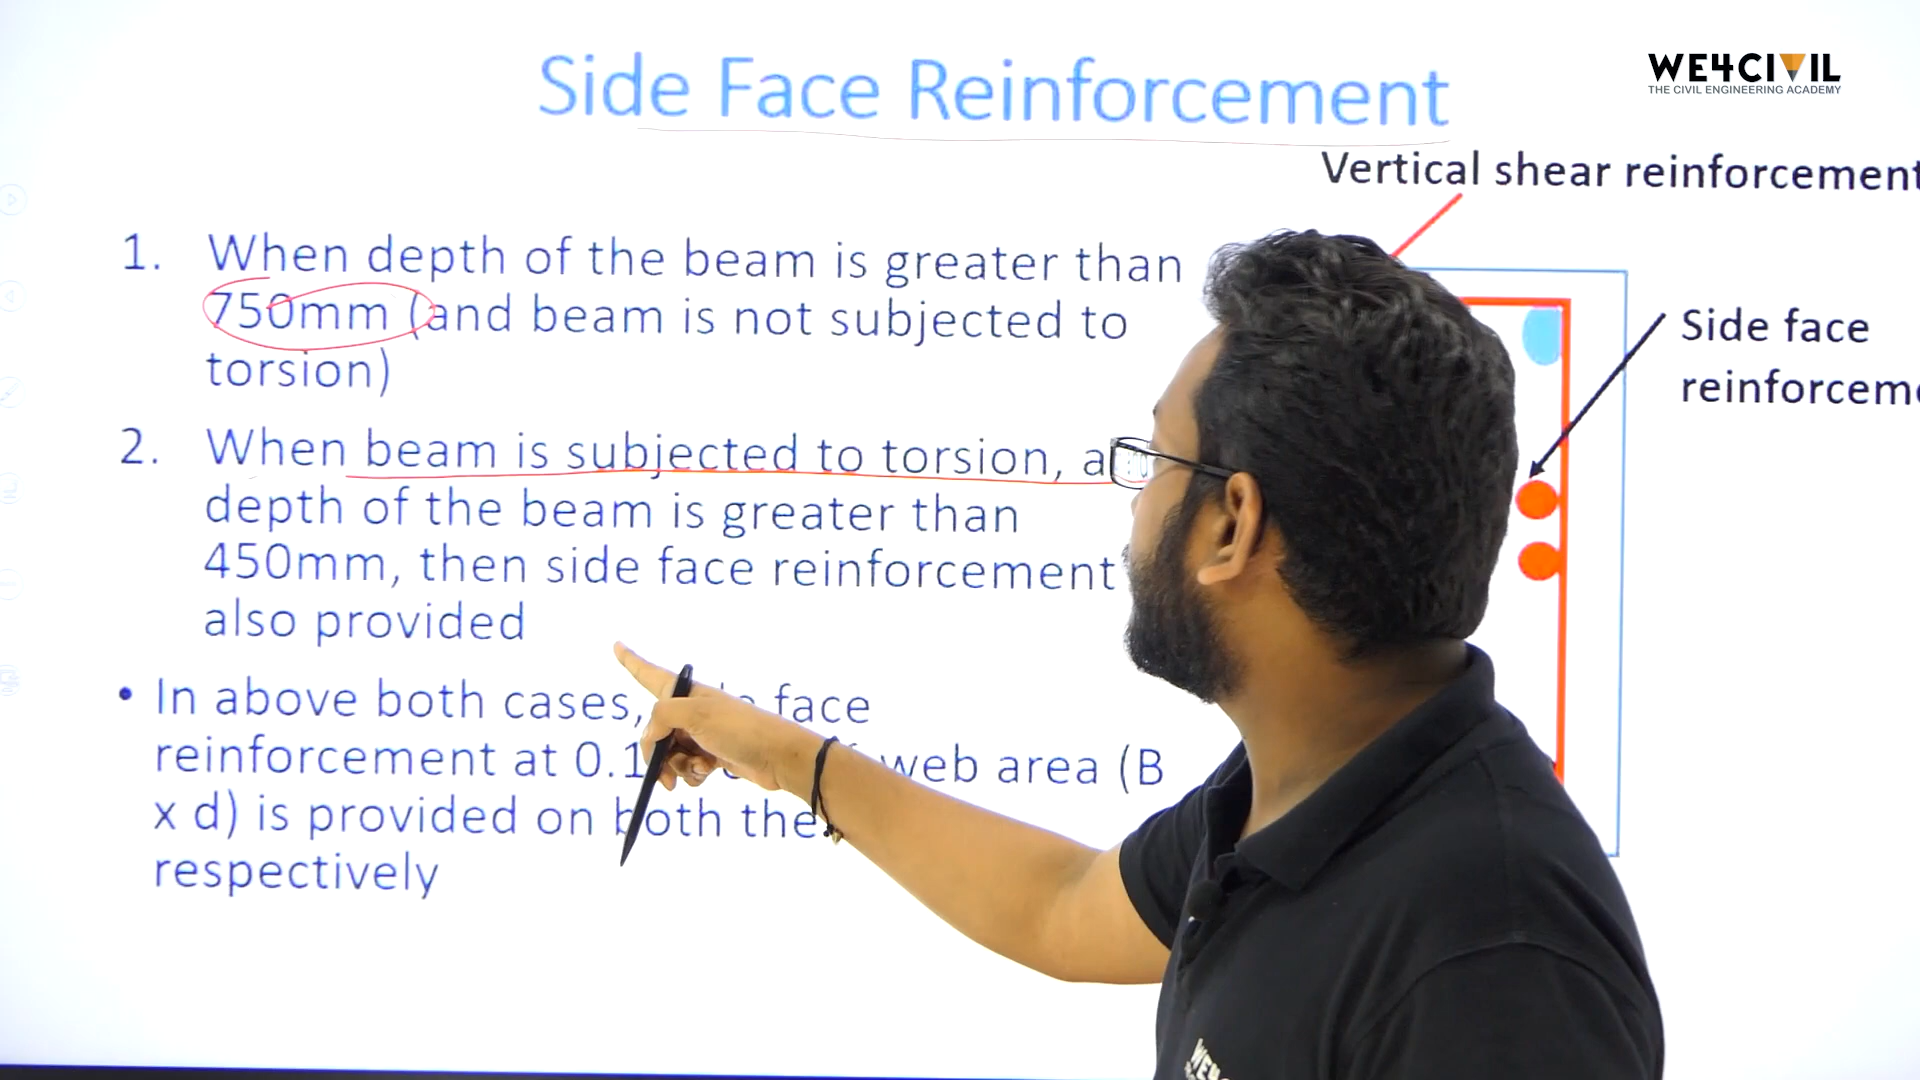 WE4CIVIL
THE CIVIL ENGINEERING ACADEMY
Side Face Reinforcement
Vertical shear reinforcement
1. When depth of the beam is greater than
750mm (and beam is not subjected to
torsion)
Side face
reinforceme
2. When beam is subjected to torsion, a
depth of the beam is greater than
450mm, then side face reinforcement
also provided
• In above both cases, face
reinforcement at 0.1 web area (B
x d) is provided on both the
respectively